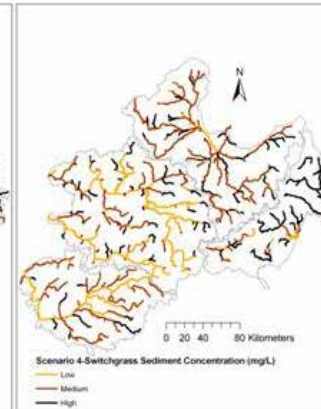 N
0 20 40 80 Kilometers
Scenario 4-Switchgrass Sediment Concentration (mg/L)
Low
Medium
High